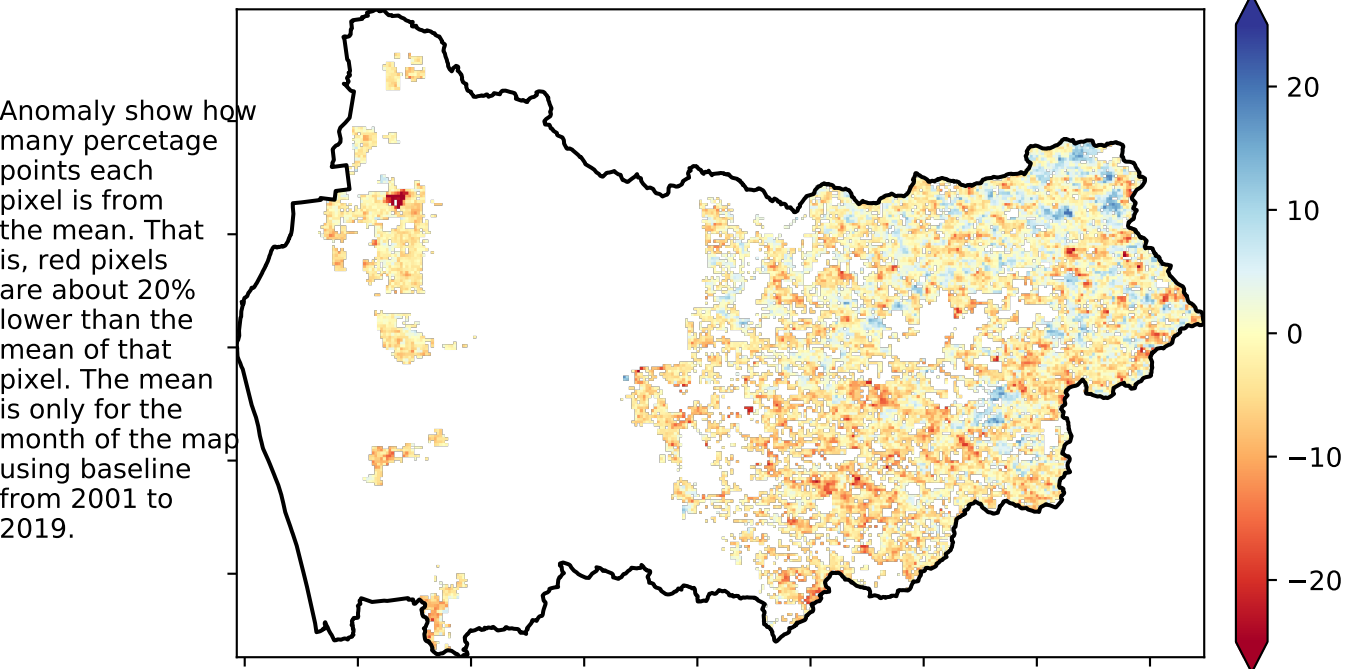 Anomaly show how
many percetage
points each
pixel is from
the mean. That
is, red pixels
are about 20%
lower than the
mean of that
pixel. The mean
is only for the
month of the map
using baseline
from 2001 to
2019.
20
10
0
−10
−20